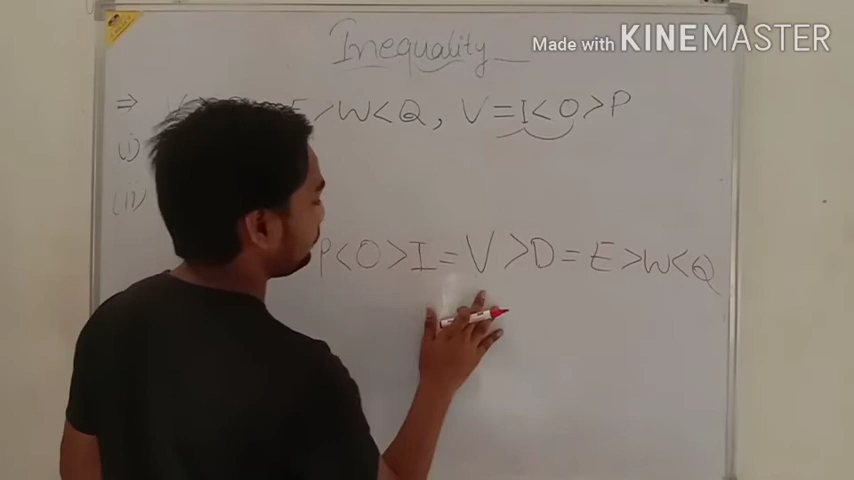 Inequality
Made with KINEMASTER
⇒ V E > W < Q, V = I < O > P
(i)
(ii)
P < O > I = V > D = E > W < Q